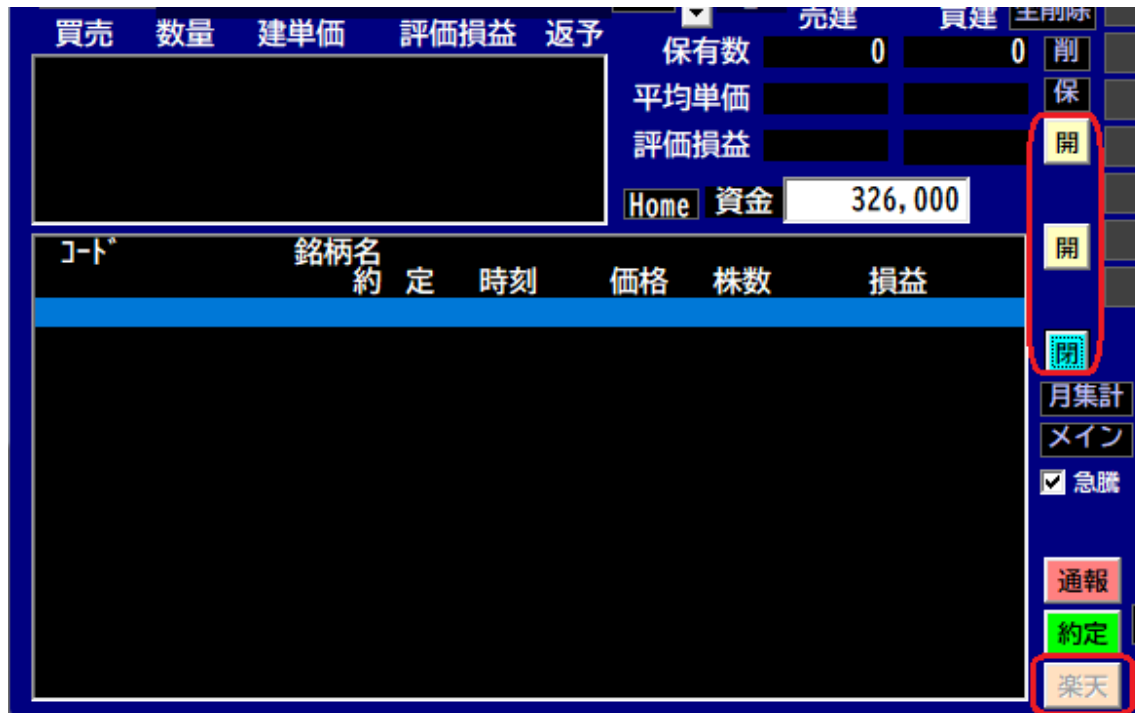 売建 買建 全削除
買売 数量 建単価 評価損益 返予
保有数 0 0 削
平均単価 保
評価損益 開
Home 資金 326,000
ｺｰﾄﾞ 銘柄名 開
約 定 時刻 価格 株数 損益
閉
月集計
メイン
急騰
通報
約定
楽天